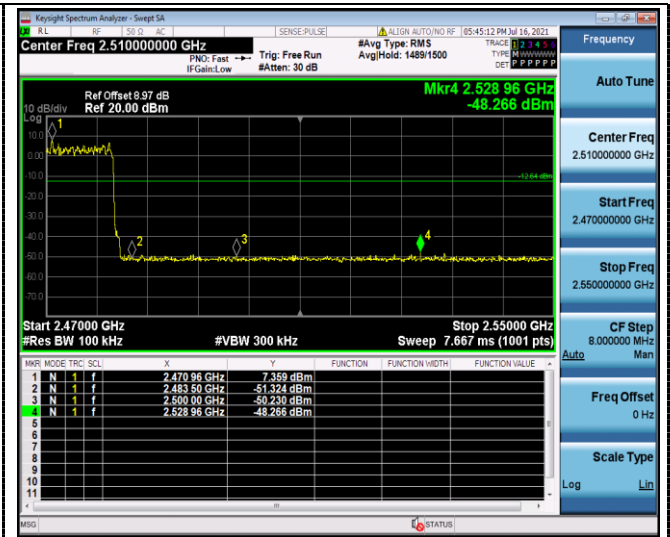 Keysight Spectrum Analyzer - Swept SA
RL RF 50 Ω AC SENSE:PULSE ALIGN AUTO/NO RF 05:45:12 PM Jul 16, 2021
Center Freq 2.510000000 GHz
PNO: Fast
IFGain:Low
Trig: Free Run
#Atten: 30 dB
#Avg Type: RMS
Avg|Hold: 1489/1500
TRACE 1 2 3 4 5 6
TYPE M WWWWW
DET P P P P P P
Ref Offset 8.97 dB
10 dB/div Ref 20.00 dBm
Log
Mkr4 2.528 96 GHz
-48.266 dBm
10.0
0.00
-10.0
-20.0
-30.0
-40.0
-50.0
-60.0
-70.0
1
2
3
4
-12.64 dBm
Start 2.47000 GHz Stop 2.55000 GHz
#Res BW 100 kHz #VBW 300 kHz Sweep 7.667 ms (1001 pts)
MKR MODE TRC SCL X Y FUNCTION FUNCTION WIDTH FUNCTION VALUE
1 N 1 f 2.470 96 GHz 7.359 dBm
2 N 1 f 2.483 50 GHz -51.324 dBm
3 N 1 f 2.500 00 GHz -50.230 dBm
4 N 1 f 2.528 96 GHz -48.266 dBm
5
6
7
8
9
10
11
MSG STATUS
Frequency
Auto Tune
Center Freq
2.510000000 GHz
Start Freq
2.470000000 GHz
Stop Freq
2.550000000 GHz
CF Step
8.000000 MHz
Auto Man
Freq Offset
0 Hz
Scale Type
Log Lin